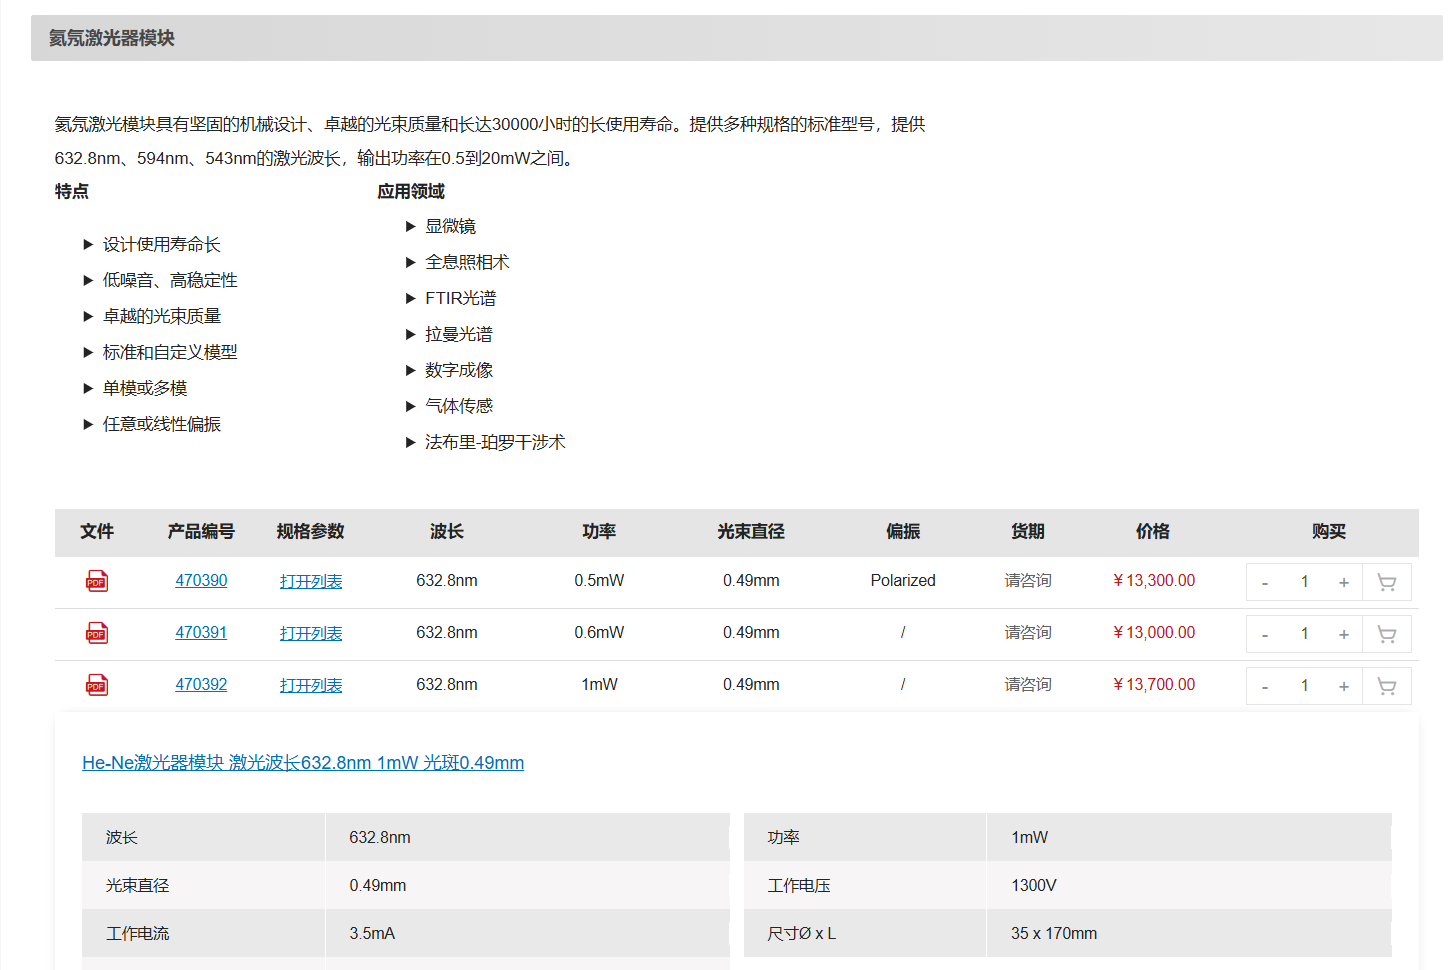 氦氖激光器模块
氦氖激光模块具有坚固的机械设计、卓越的光束质量和长达30000小时的长使用寿命。提供多种规格的标准型号，提供
632.8nm、594nm、543nm的激光波长，输出功率在0.5到20mW之间。
特点
设计使用寿命长
低噪音、高稳定性
卓越的光束质量
标准和自定义模型
单模或多模
任意或线性偏振
应用领域
显微镜
全息照相术
FTIR光谱
拉曼光谱
数字成像
气体传感
法布里-珀罗干涉术
文件 产品编号 规格参数 波长 功率 光束直径 偏振 货期 价格 购买
PDF 470390 打开列表 632.8nm 0.5mW 0.49mm Polarized 请咨询 ¥13,300.00 - 1 +
PDF 470391 打开列表 632.8nm 0.6mW 0.49mm / 请咨询 ¥13,000.00 - 1 +
PDF 470392 打开列表 632.8nm 1mW 0.49mm / 请咨询 ¥13,700.00 - 1 +
He-Ne激光器模块 激光波长632.8nm 1mW 光斑0.49mm
波长 632.8nm 功率 1mW
光束直径 0.49mm 工作电压 1300V
工作电流 3.5mA 尺寸Ø x L 35 x 170mm